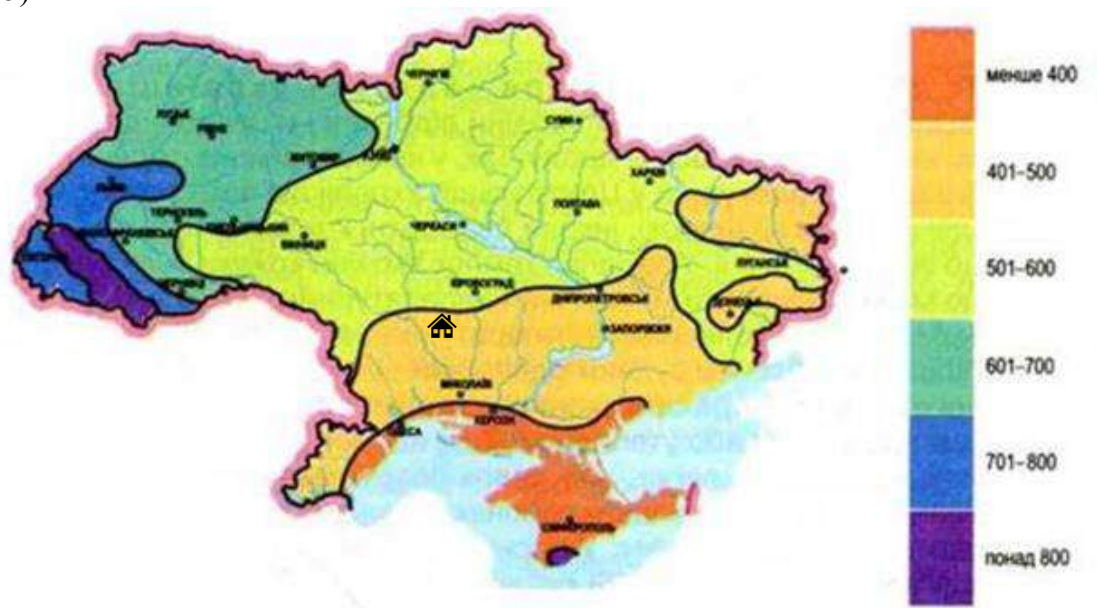 ЧЕРНІГІВ
СУМИ
ЛУЦЬК
РІВНЕ
ЖИТОМИР
КИЇВ
ХАРКІВ
ЛЬВІВ
ПОЛТАВА
ТЕРНОПІЛЬ
ЧЕРКАСИ
ВІННИЦЯ
ЛУГАНСЬК
КІРОВОГРАД
ДНІПРОПЕТРОВСЬК
ДОНЕЦЬК
ЗАПОРІЖЖЯ
МИКОЛАЇВ
ХЕРСОН
ОДЕСА
СІМФЕРОПОЛЬ
менше 400
401–500
501–600
601–700
701–800
понад 800